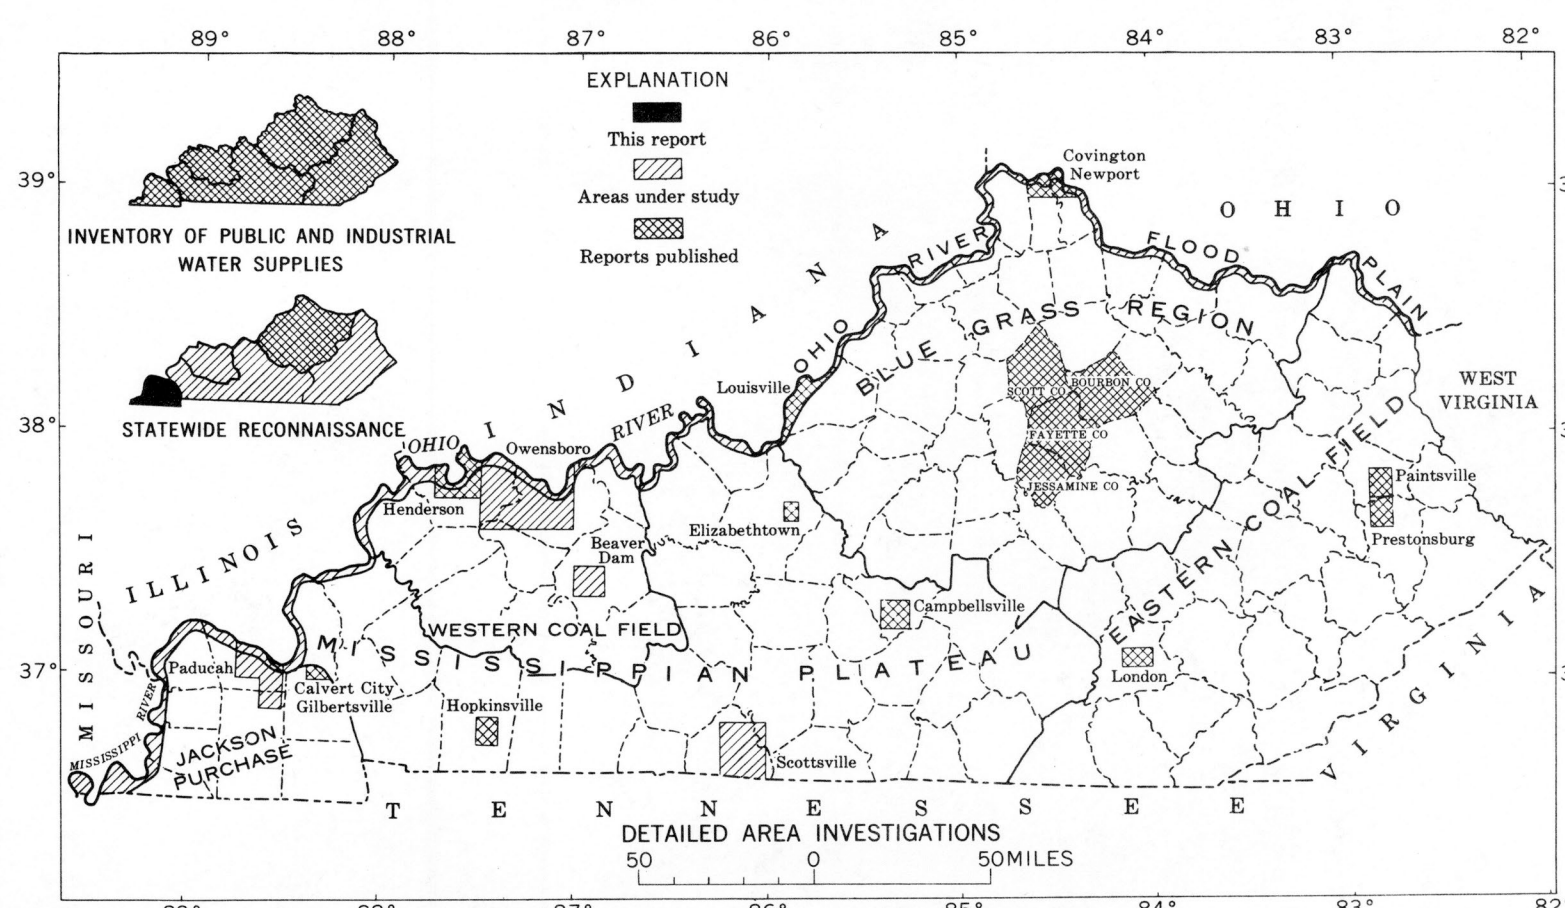 89° 88° 87° 86° 85° 84° 83° 82°
EXPLANATION
This report
Areas under study
Reports published
INVENTORY OF PUBLIC AND INDUSTRIAL
WATER SUPPLIES
STATEWIDE RECONNAISSANCE
39°
38°
37°
Covington
Newport
OHIO
INDIANA
OHIO RIVER
FLOOD PLAIN
BLUE GRASS REGION
Louisville
SCOTT CO
BOURBON CO
FAYETTE CO
JESSAMINE CO
WEST
VIRGINIA
OHIO RIVER
Owensboro
Henderson
Elizabethtown
Beaver
Dam
Paintsville
Prestonsburg
EASTERN COAL FIELD
Campbellsville
London
ILLINOIS
MISSOURI
WESTERN COAL FIELD
MISSISSIPPIAN PLATEAU
Paducah
Calvert City
Gilbertsville
Hopkinsville
Scottsville
MISSISSIPPI RIVER
JACKSON
PURCHASE
VIRGINIA
TENNESSEE
DETAILED AREA INVESTIGATIONS
50 0 50 MILES